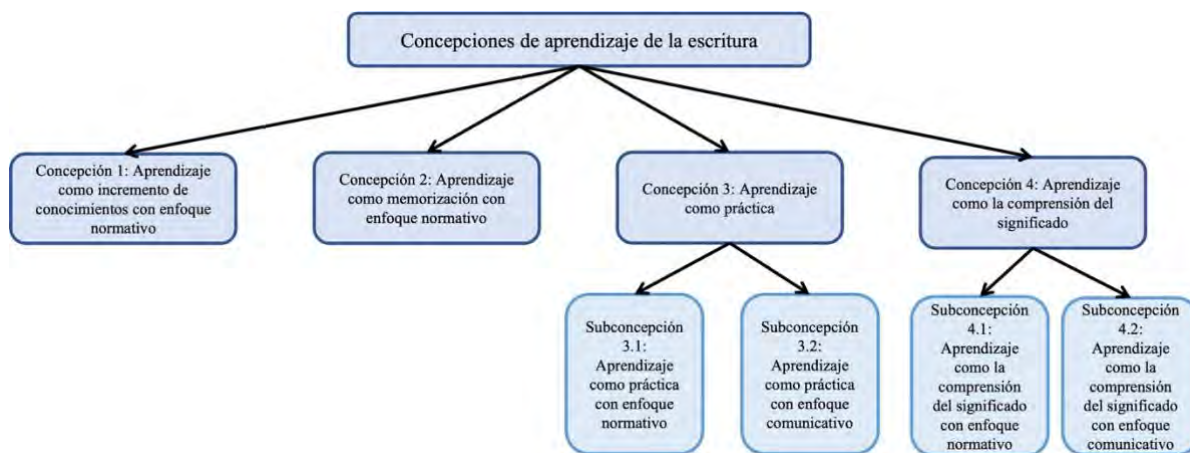 Concepciones de aprendizaje de la escritura
Concepción 1: Aprendizaje
como incremento de
conocimientos con enfoque
normativo
Concepción 2: Aprendizaje
como memorización con
enfoque normativo
Concepción 3: Aprendizaje
como práctica
Concepción 4: Aprendizaje
como la comprensión del
significado
Subconcepción
3.1:
Aprendizaje
como práctica
con enfoque
normativo
Subconcepción
3.2:
Aprendizaje
como práctica
con enfoque
comunicativo
Subconcepción
4.1:
Aprendizaje
como la
comprensión
del significado
con enfoque
normativo
Subconcepción
4.2:
Aprendizaje
como la
comprensión
del significado
con enfoque
comunicativo